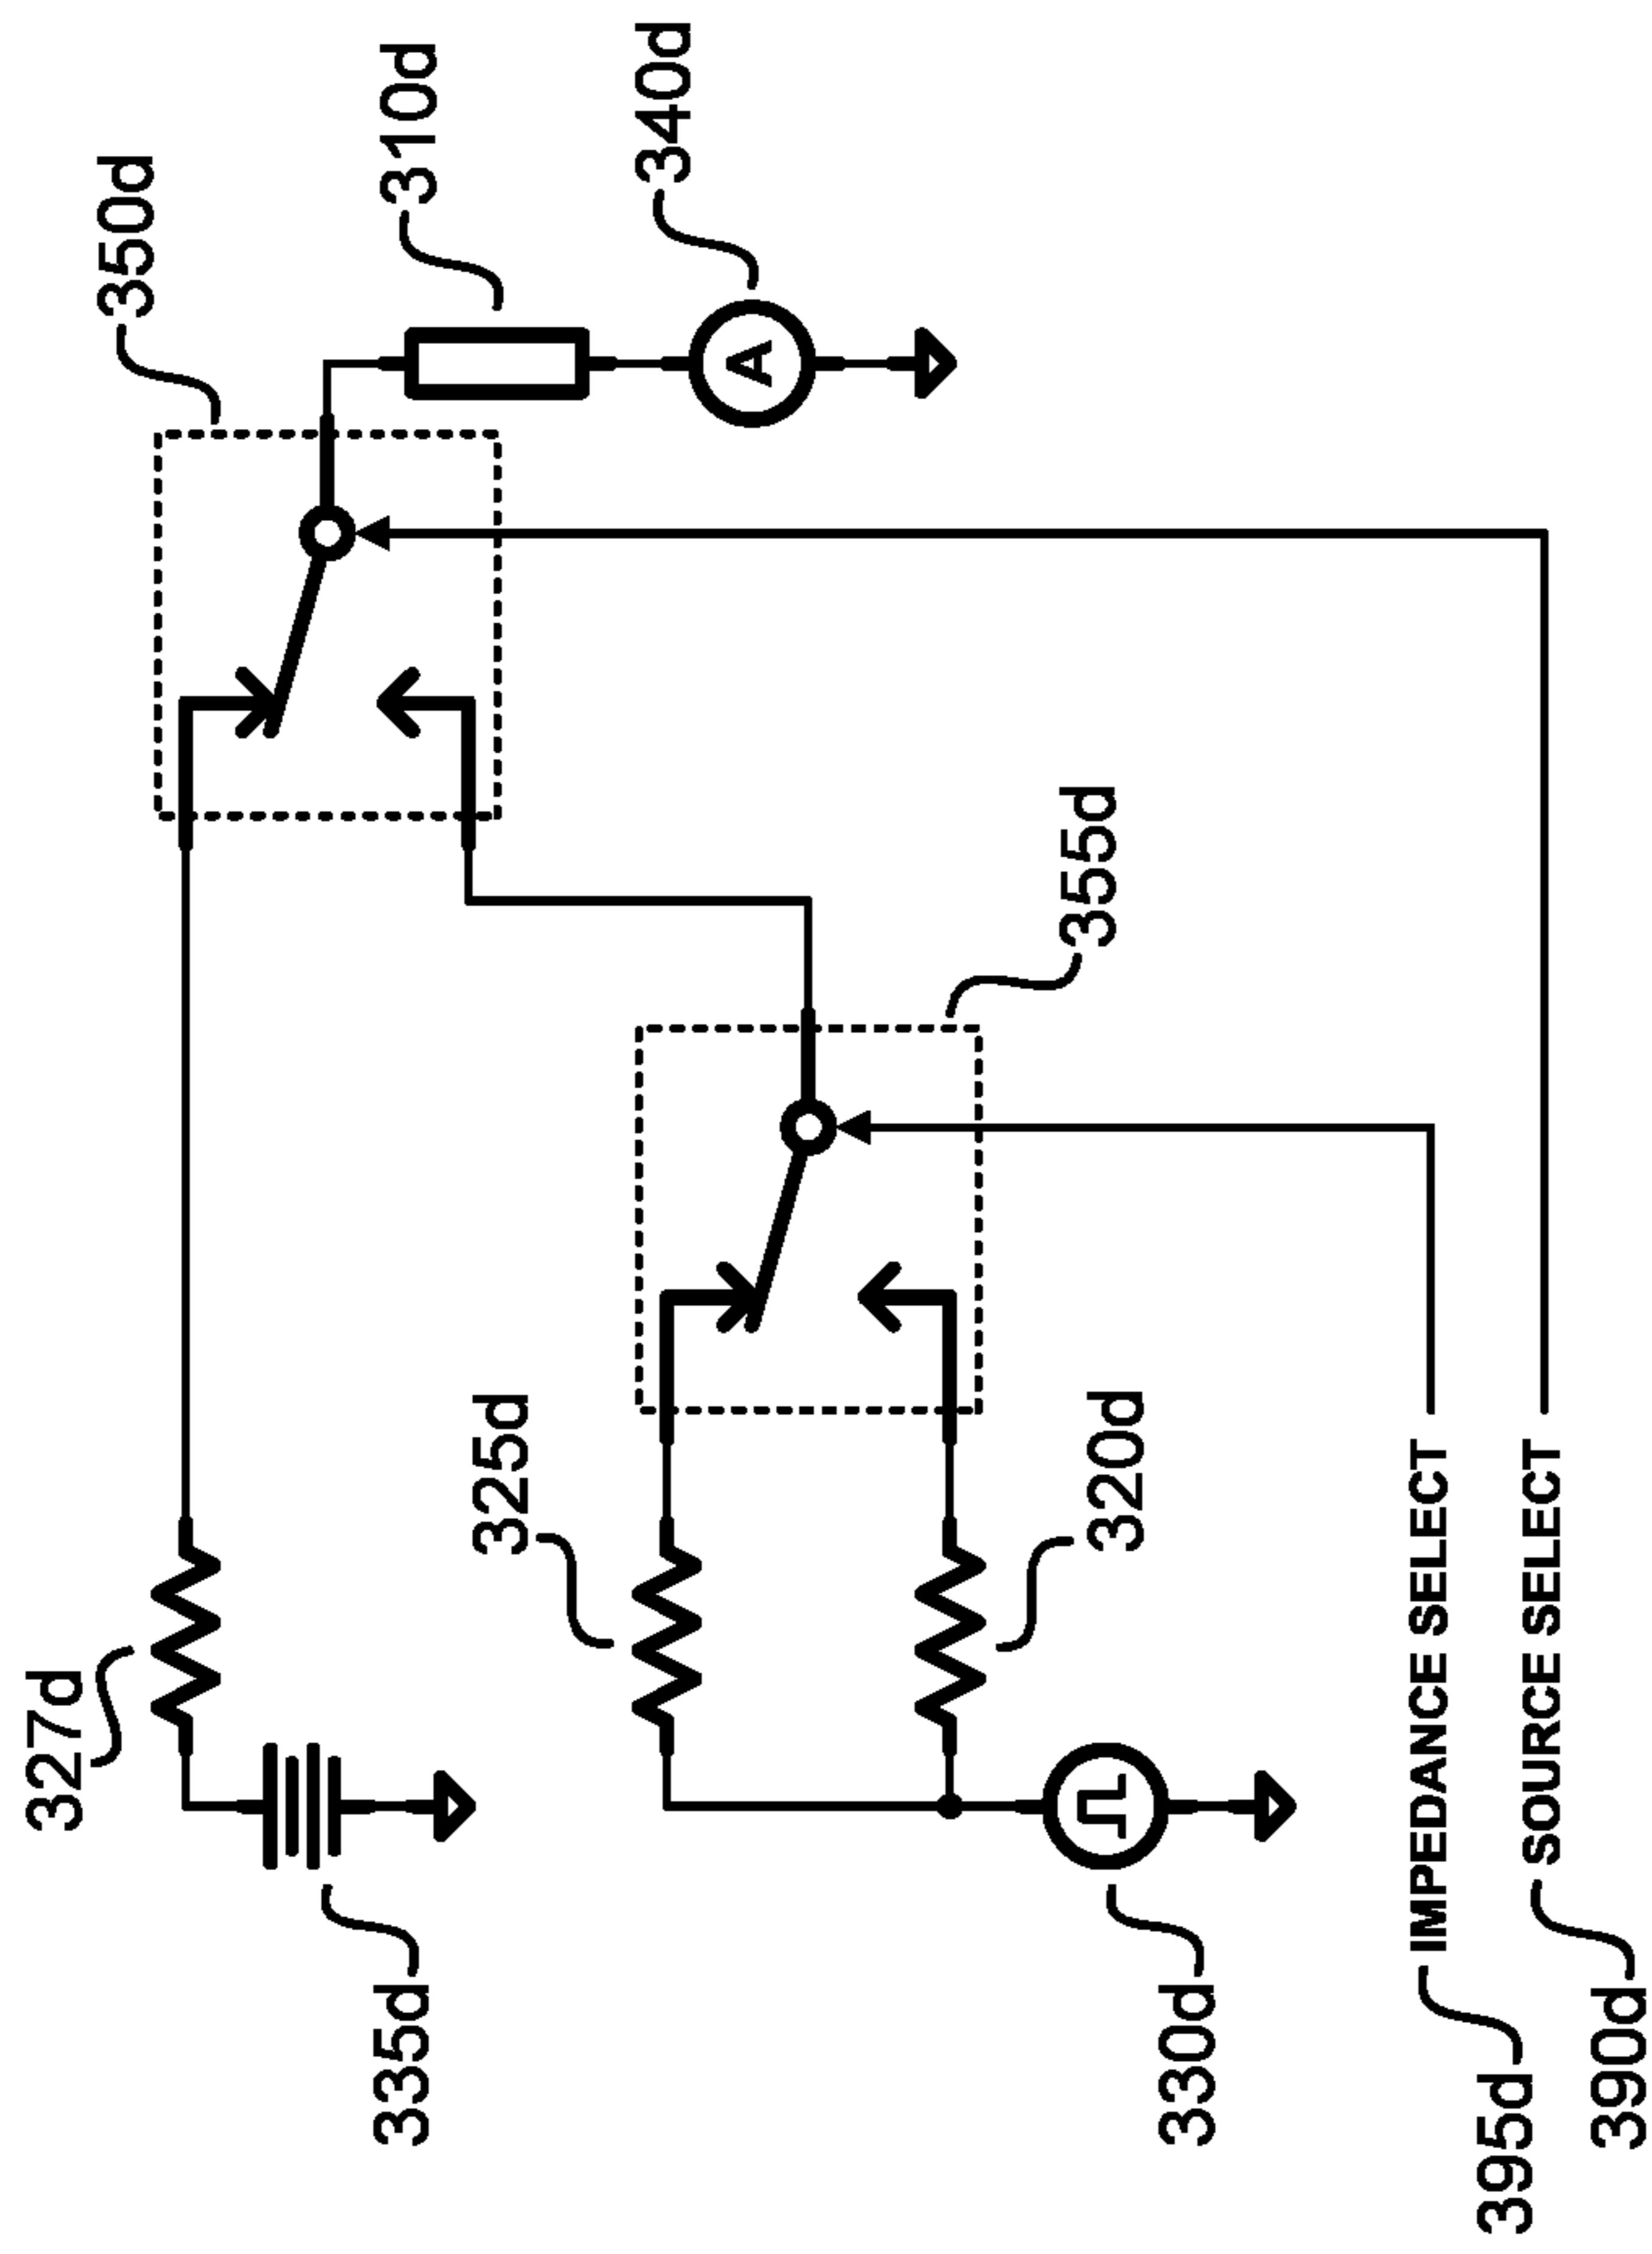 350d
310d
340d
A
355d
327d
325d
320d
335d
330d
IMPEDANCE SELECT
SOURCE SELECT
395d
390d